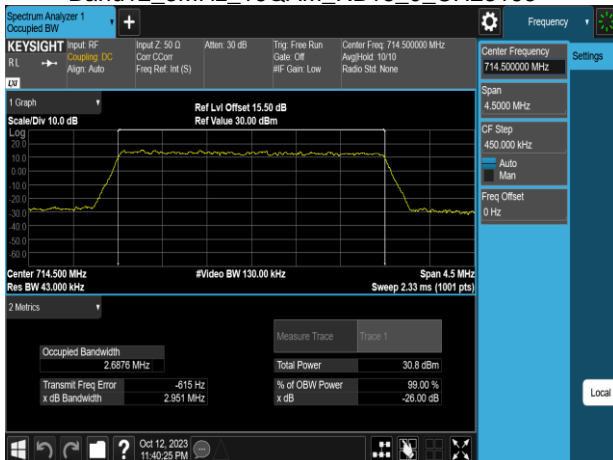 Spectrum Analyzer 1
Occupied BW
+
Frequency
KEYSIGHT
RL
LXI
Input: RF
Coupling: DC
Align: Auto
Input Z: 50 Ω
Corr CCorr
Freq Ref: Int (S)
Atten: 30 dB
Trig: Free Run
Gate: Off
#IF Gain: Low
Center Freq: 714.500000 MHz
Avg|Hold: 10/10
Radio Std: None
Center Frequency
714.500000 MHz
Settings
Span
4.5000 MHz
CF Step
450.000 kHz
Auto
Man
Freq Offset
0 Hz
Local
1 Graph
Scale/Div 10.0 dB
Ref Lvl Offset 15.50 dB
Ref Value 30.00 dBm
Log
20.0
10.0
0.00
-10.0
-20.0
-30.0
-40.0
-50.0
-60.0
Center 714.500 MHz
Res BW 43.000 kHz
#Video BW 130.00 kHz
Span 4.5 MHz
Sweep 2.33 ms (1001 pts)
2 Metrics
Measure Trace Trace 1
Occupied Bandwidth
2.6876 MHz
Total Power 30.8 dBm
Transmit Freq Error -615 Hz
% of OBW Power 99.00 %
x dB Bandwidth 2.951 MHz
x dB -26.00 dB
?
Oct 12, 2023
11:40:25 PM